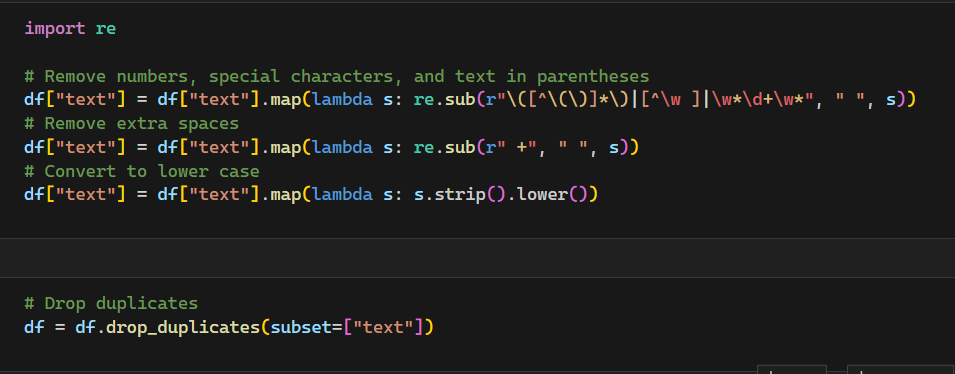 import re
# Remove numbers, special characters, and text in parentheses
df["text"] = df["text"].map(lambda s: re.sub(r"\([^\(\)]*\)|[^\w ]|\w*\d+\w*", " ", s))
# Remove extra spaces
df["text"] = df["text"].map(lambda s: re.sub(r" +", " ", s))
# Convert to lower case
df["text"] = df["text"].map(lambda s: s.strip().lower())
# Drop duplicates
df = df.drop_duplicates(subset=["text"])